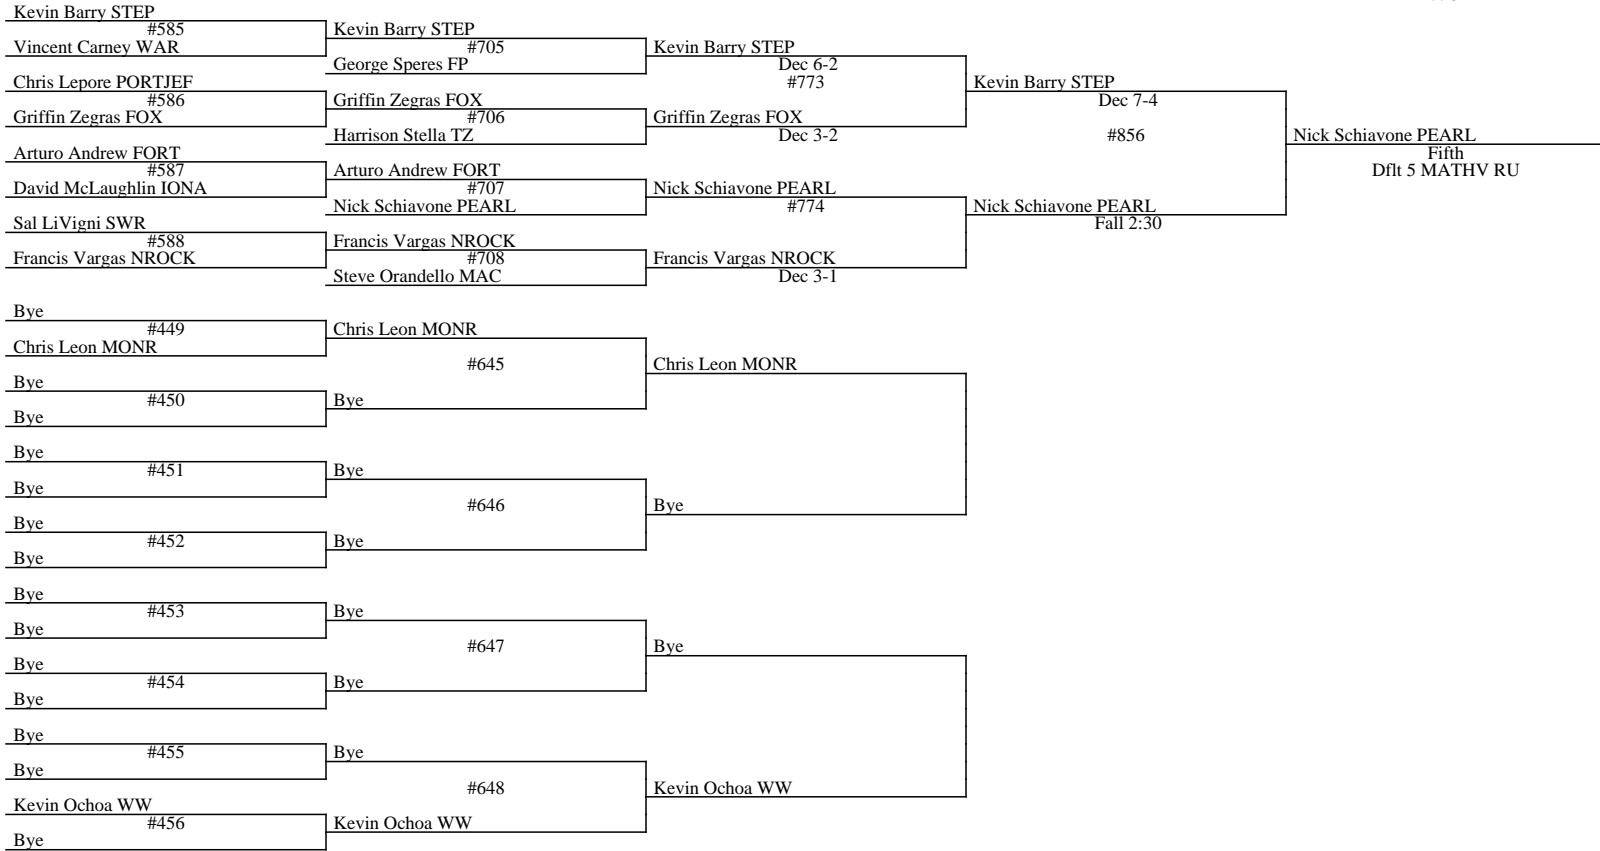 Kevin Barry STEP
#585
Vincent Carney WAR
Chris Lepore PORTJEF
#586
Griffin Zegras FOX
Arturo Andrew FORT
#587
David McLaughlin IONA
Sal LiVigni SWR
#588
Francis Vargas NROCK
Kevin Barry STEP
#705
George Speres FP
Griffin Zegras FOX
#706
Harrison Stella TZ
Arturo Andrew FORT
#707
Nick Schiavone PEARL
Francis Vargas NROCK
#708
Steve Orandello MAC
Kevin Barry STEP
Dec 6-2
#773
Griffin Zegras FOX
Dec 3-2
Nick Schiavone PEARL
#774
Francis Vargas NROCK
Dec 3-1
Kevin Barry STEP
Dec 7-4
#856
Nick Schiavone PEARL
Fall 2:30
Nick Schiavone PEARL
Fifth
Dflt 5 MATHV RU
Bye
#449
Chris Leon MONR
Bye
#450
Bye
Bye
#451
Bye
Bye
#452
Bye
Bye
#453
Bye
Bye
#454
Bye
Bye
#455
Bye
Kevin Ochoa WW
#456
Bye
Chris Leon MONR
#645
Bye
Bye
#646
Bye
Bye
#647
Bye
Bye
#648
Kevin Ochoa WW
Chris Leon MONR
Bye
Bye
Kevin Ochoa WW